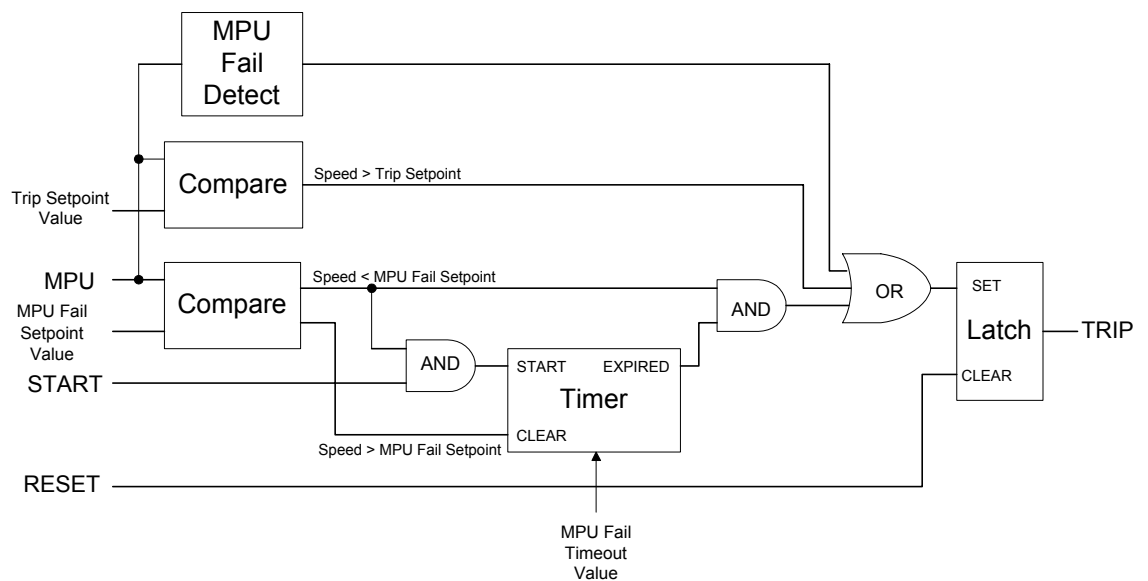 MPU
Fail
Detect
Compare
Speed > Trip Setpoint
Trip Setpoint
Value
MPU
Compare
Speed < MPU Fail Setpoint
MPU Fail
Setpoint
Value
AND
OR
SET
Latch
CLEAR
TRIP
START
AND
START
EXPIRED
Timer
CLEAR
Speed > MPU Fail Setpoint
RESET
MPU Fail
Timeout
Value